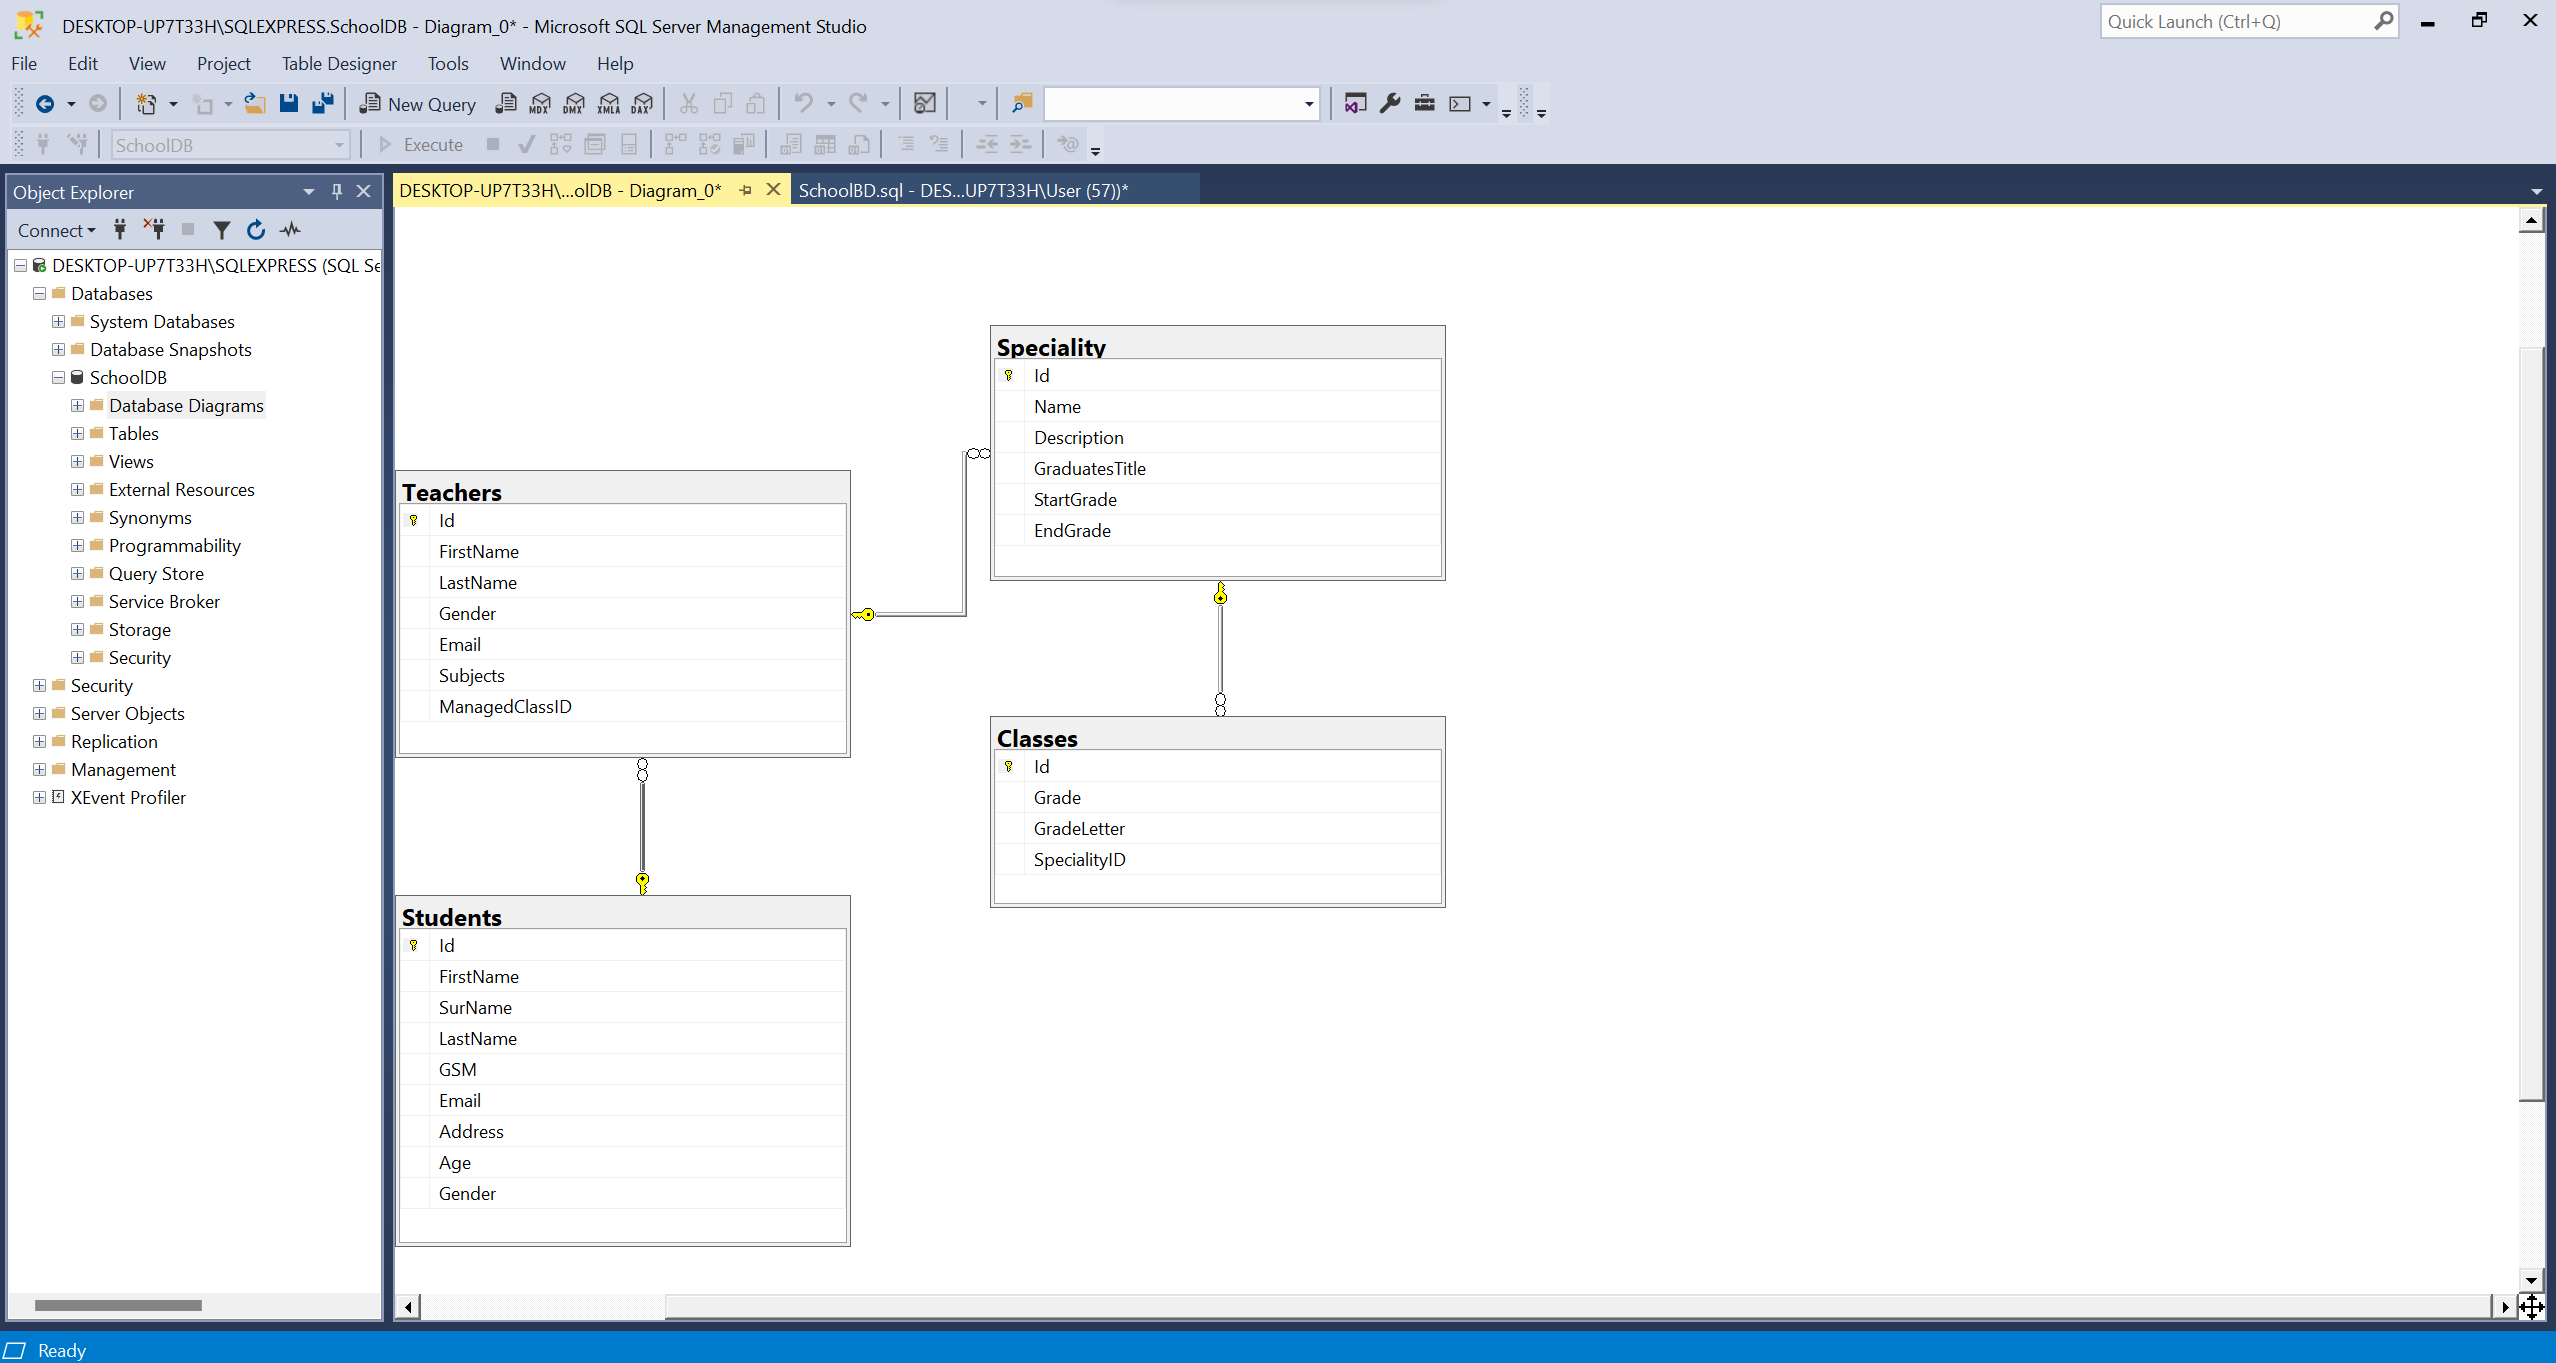 DESKTOP-UP7T33H\SQLEXPRESS.SchoolDB - Diagram_0* - Microsoft SQL Server Management Studio
Quick Launch (Ctrl+Q)
File Edit View Project Table Designer Tools Window Help
New Query MDX DMX XMLA DAX
SchoolDB Execute
Object Explorer
DESKTOP-UP7T33H\...olDB - Diagram_0*
SchoolBD.sql - DES...UP7T33H\User (57))*
Connect
DESKTOP-UP7T33H\SQLEXPRESS (SQL Se
Databases
System Databases
Database Snapshots
SchoolDB
Database Diagrams
Tables
Views
External Resources
Synonyms
Programmability
Query Store
Service Broker
Storage
Security
Security
Server Objects
Replication
Management
XEvent Profiler
Teachers
Id
FirstName
LastName
Gender
Email
Subjects
ManagedClassID
Students
Id
FirstName
SurName
LastName
GSM
Email
Address
Age
Gender
Speciality
Id
Name
Description
GraduatesTitle
StartGrade
EndGrade
Classes
Id
Grade
GradeLetter
SpecialityID
Ready